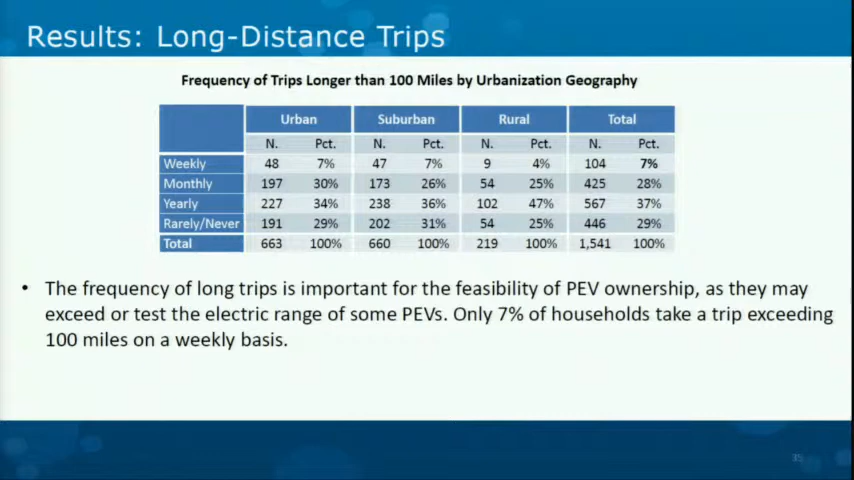 Results: Long-Distance Trips
Frequency of Trips Longer than 100 Miles by Urbanization Geography
Urban Suburban Rural Total
N. Pct. N. Pct. N. Pct. N. Pct.
Weekly 48 7% 47 7% 9 4% 104 7%
Monthly 197 30% 173 26% 54 25% 425 28%
Yearly 227 34% 238 36% 102 47% 567 37%
Rarely/Never 191 29% 202 31% 54 25% 446 29%
Total 663 100% 660 100% 219 100% 1,541 100%
• The frequency of long trips is important for the feasibility of PEV ownership, as they may
exceed or test the electric range of some PEVs. Only 7% of households take a trip exceeding
100 miles on a weekly basis.